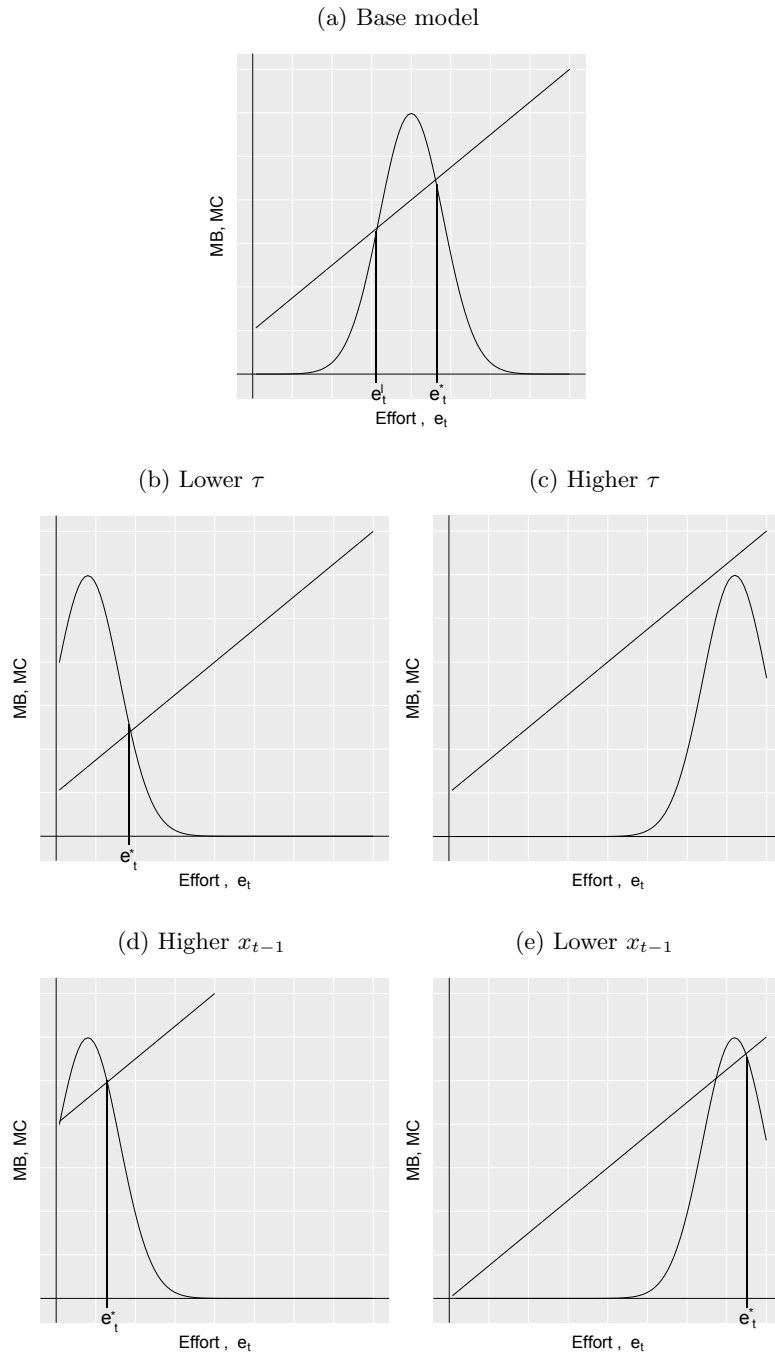 (a) Base model
MB, MC
e_t^l e_t^*
Effort , e_t
(b) Lower τ
(c) Higher τ
MB, MC
e_t^*
Effort , e_t
MB, MC
Effort , e_t
(d) Higher x_{t−1}
(e) Lower x_{t−1}
MB, MC
e_t^*
Effort , e_t
MB, MC
e_t^*
Effort , e_t